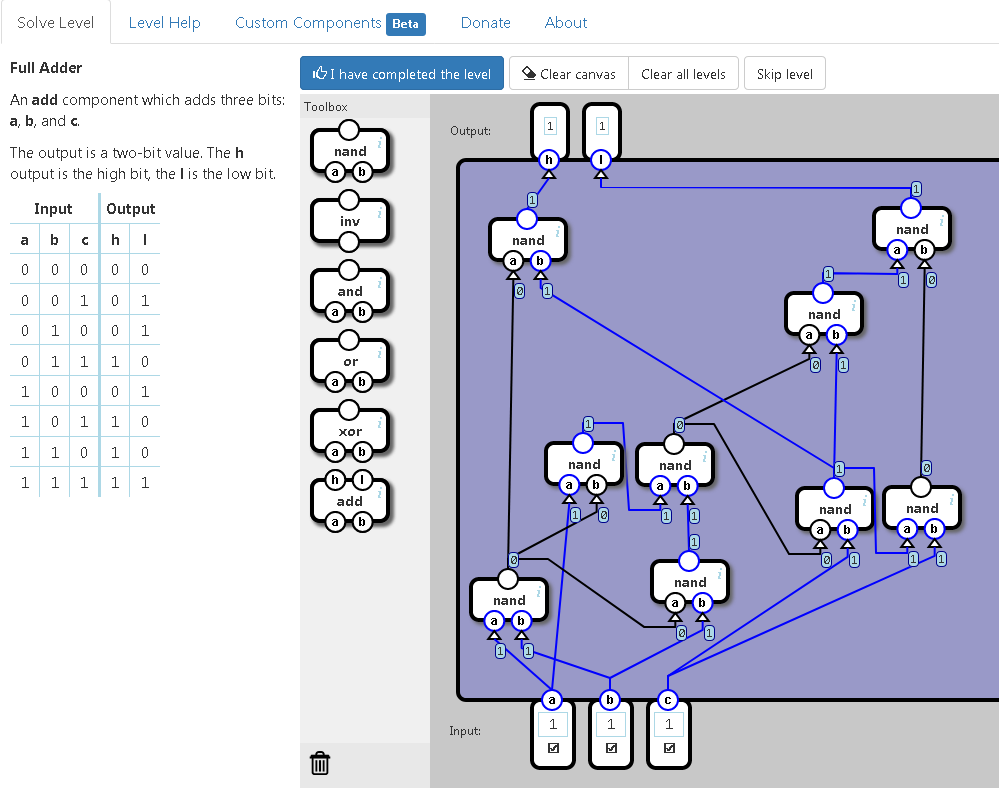 Solve Level Level Help Custom Components Beta Donate About
Full Adder
An add component which adds three bits:
a, b, and c.
The output is a two-bit value. The h
output is the high bit, the l is the low bit.
Input Output
a b c h l
0 0 0 0 0
0 0 1 0 1
0 1 0 0 1
0 1 1 1 0
1 0 0 0 1
1 0 1 1 0
1 1 0 1 0
1 1 1 1 1
I have completed the level Clear canvas Clear all levels Skip level
Toolbox
nand i
a b
inv i
and i
a b
or i
a b
xor i
a b
h l
add i
a b
Output:
1 1
h l
1 1
nand i
a b
0 1
nand i
a b
1 0
1
nand i
a b
0 1
1 0
nand i
a b
1 0
nand i
a b
1 1
1 0
nand i
a b
0 1
nand i
a b
1 1
0 1
nand i
a b
1 1
nand i
a b
0 1
a b c
Input:
1 1 1